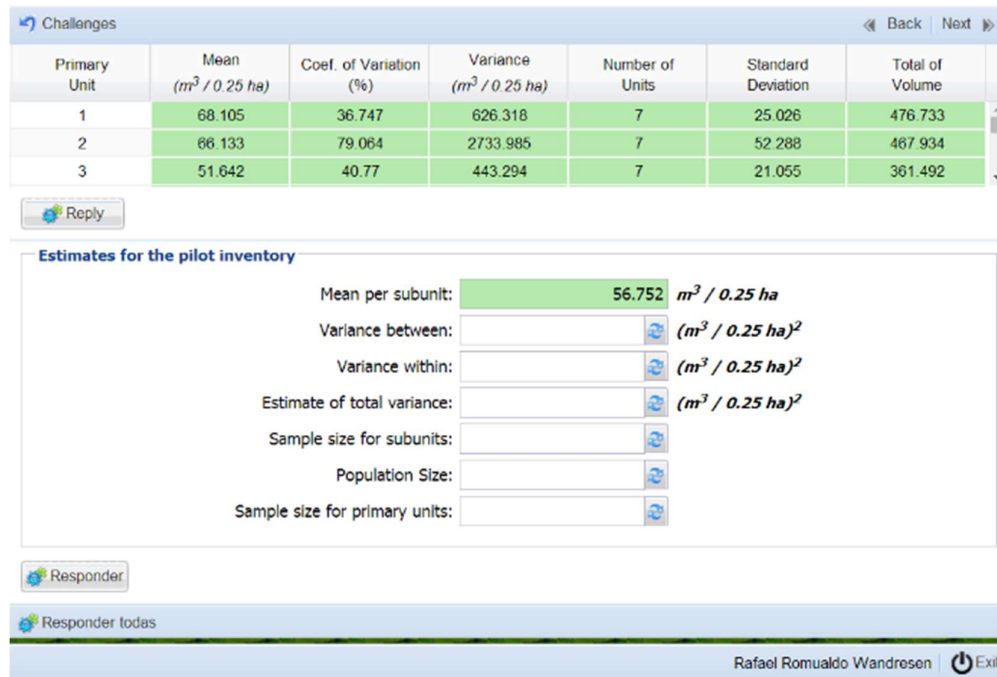 Challenges Back Next
Primary Unit Mean (m³ / 0.25 ha) Coef. of Variation (%) Variance (m³ / 0.25 ha) Number of Units Standard Deviation Total of Volume
1 68.105 36.747 626.318 7 25.026 476.733
2 66.133 79.064 2733.985 7 52.288 467.934
3 51.642 40.77 443.294 7 21.055 361.492
Reply
Estimates for the pilot inventory
Mean per subunit: 56.752 m³ / 0.25 ha
Variance between: (m³ / 0.25 ha)²
Variance within: (m³ / 0.25 ha)²
Estimate of total variance: (m³ / 0.25 ha)²
Sample size for subunits:
Population Size:
Sample size for primary units:
Responder
Responder todas
Rafael Romualdo Wandresen Exit